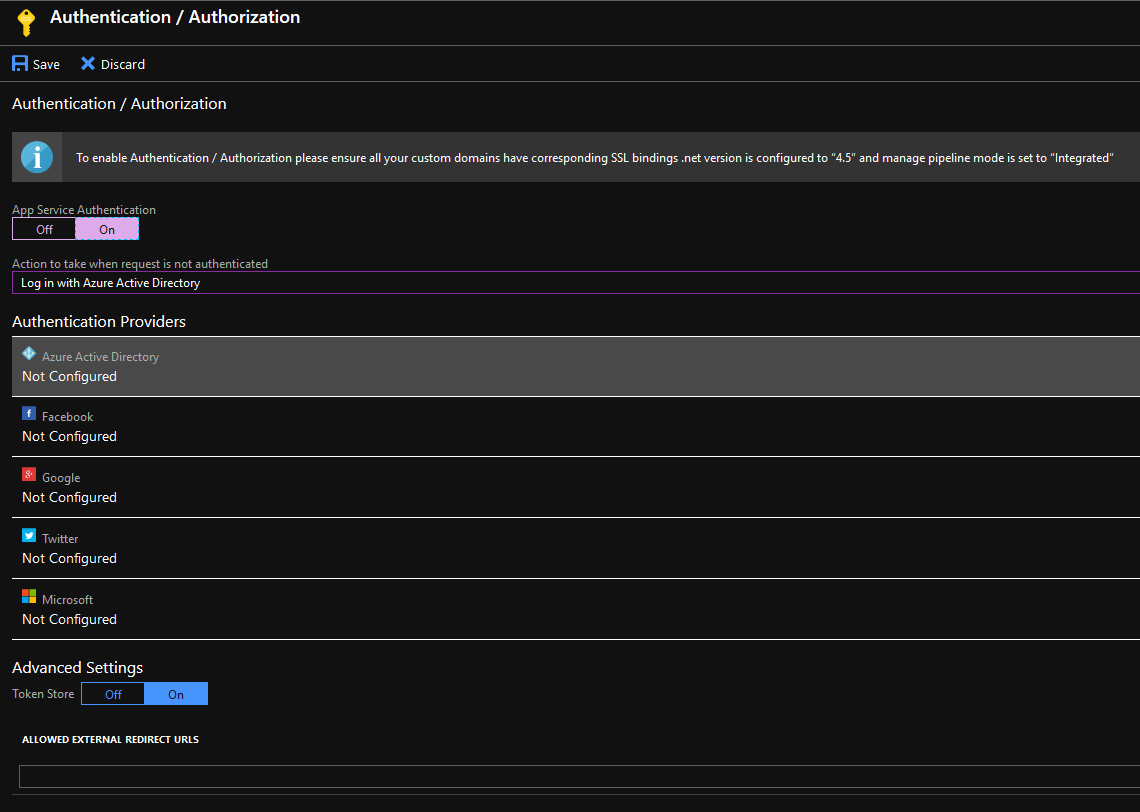 Authentication / Authorization
Save
Discard
Authentication / Authorization
To enable Authentication / Authorization please ensure all your custom domains have corresponding SSL bindings .net version is configured to “4.5” and manage pipeline mode is set to “Integrated”
App Service Authentication
Off
On
Action to take when request is not authenticated
Log in with Azure Active Directory
Authentication Providers
Azure Active Directory
Not Configured
Facebook
Not Configured
Google
Not Configured
Twitter
Not Configured
Microsoft
Not Configured
Advanced Settings
Token Store
Off
On
ALLOWED EXTERNAL REDIRECT URLS